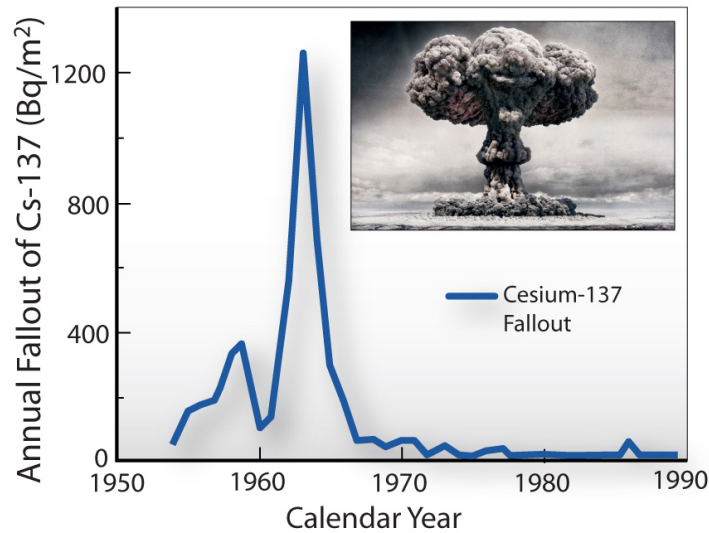 Annual Fallout of Cs-137 (Bq/m²)
1200
800
400
0
Cesium-137
Fallout
1950
1960
1970
1980
1990
Calendar Year